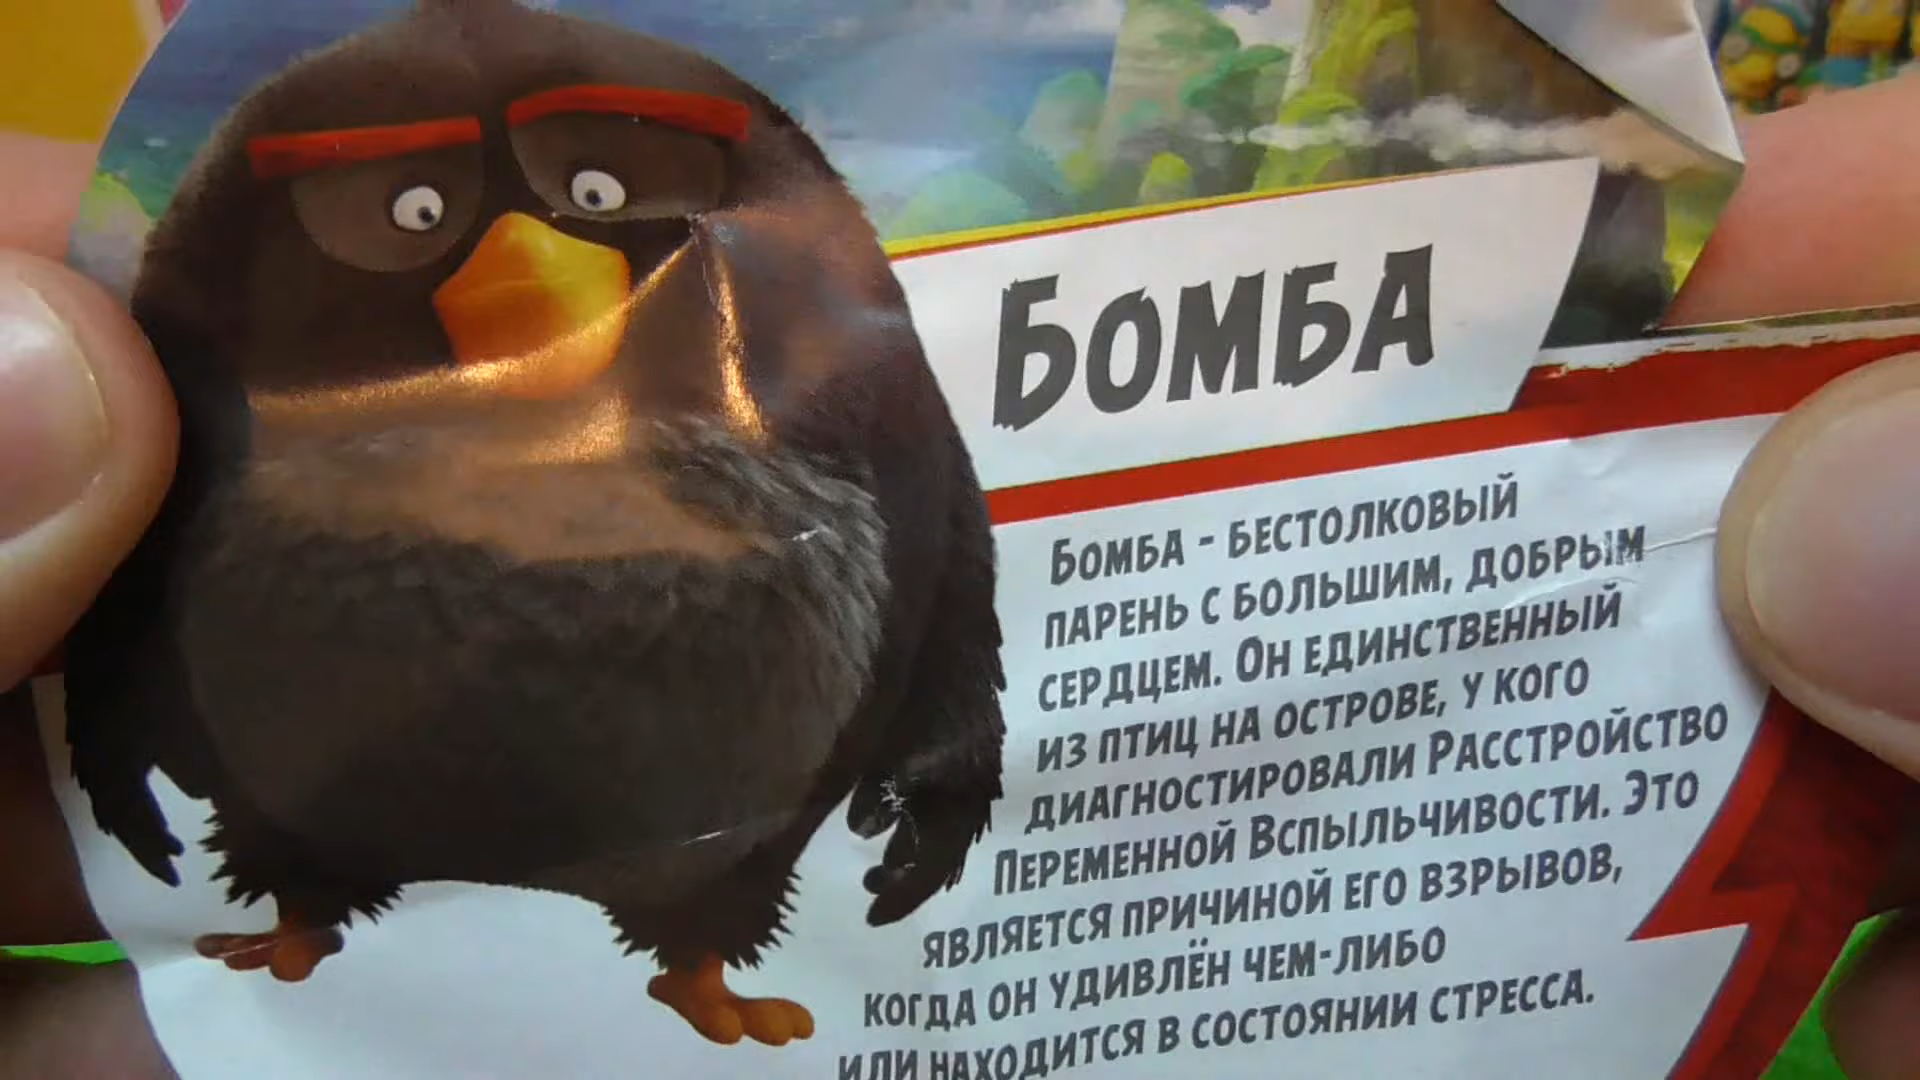 БОМБА
БОМБА - БЕСТОЛКОВЫЙ
ПАРЕНЬ С БОЛЬШИМ, ДОБРЫМ
СЕРДЦЕМ. ОН ЕДИНСТВЕННЫЙ
ИЗ ПТИЦ НА ОСТРОВЕ, У КОГО
ДИАГНОСТИРОВАЛИ РАССТРОЙСТВО
ПЕРЕМЕННОЙ ВСПЫЛЬЧИВОСТИ. ЭТО
ЯВЛЯЕТСЯ ПРИЧИНОЙ ЕГО ВЗРЫВОВ,
КОГДА ОН УДИВЛЁН ЧЕМ-ЛИБО
ИЛИ НАХОДИТСЯ В СОСТОЯНИИ СТРЕССА.